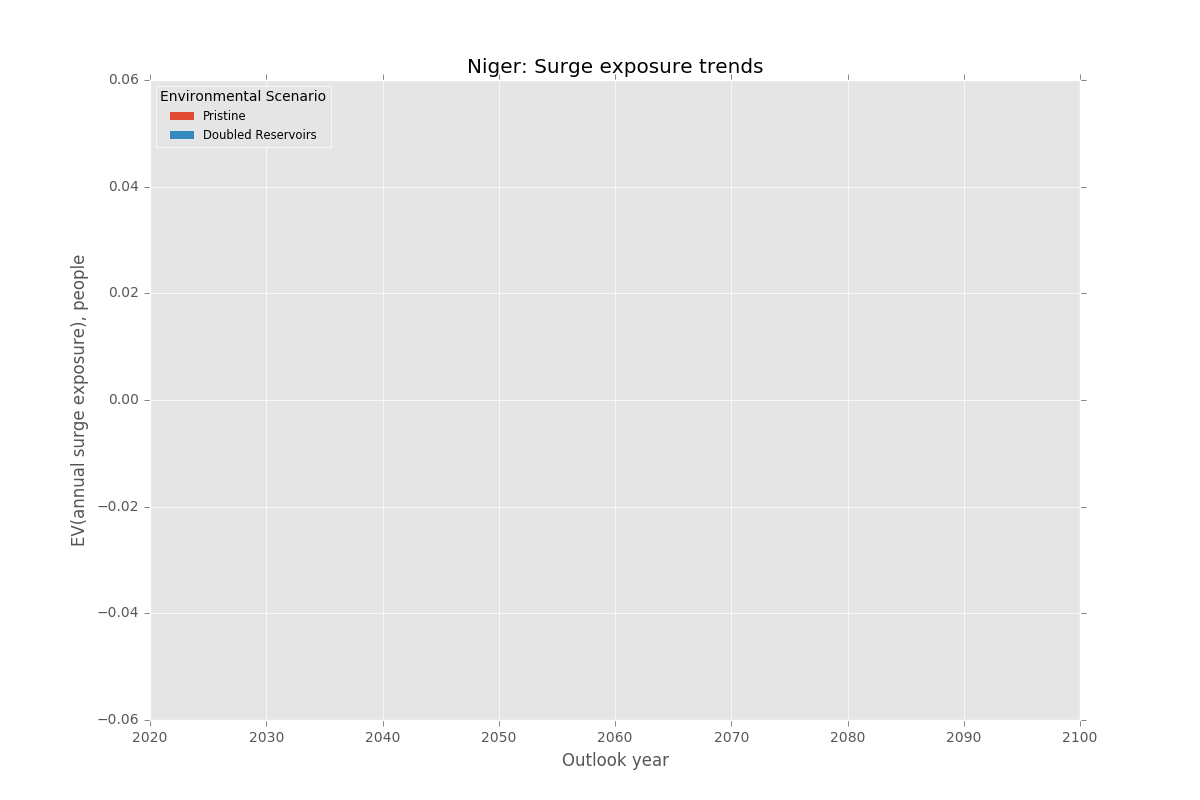 Niger: Surge exposure trends
Environmental Scenario
Pristine
Doubled Reservoirs
0.06
0.04
0.02
0.00
−0.02
−0.04
−0.06
EV(annual surge exposure), people
2020 2030 2040 2050 2060 2070 2080 2090 2100
Outlook year